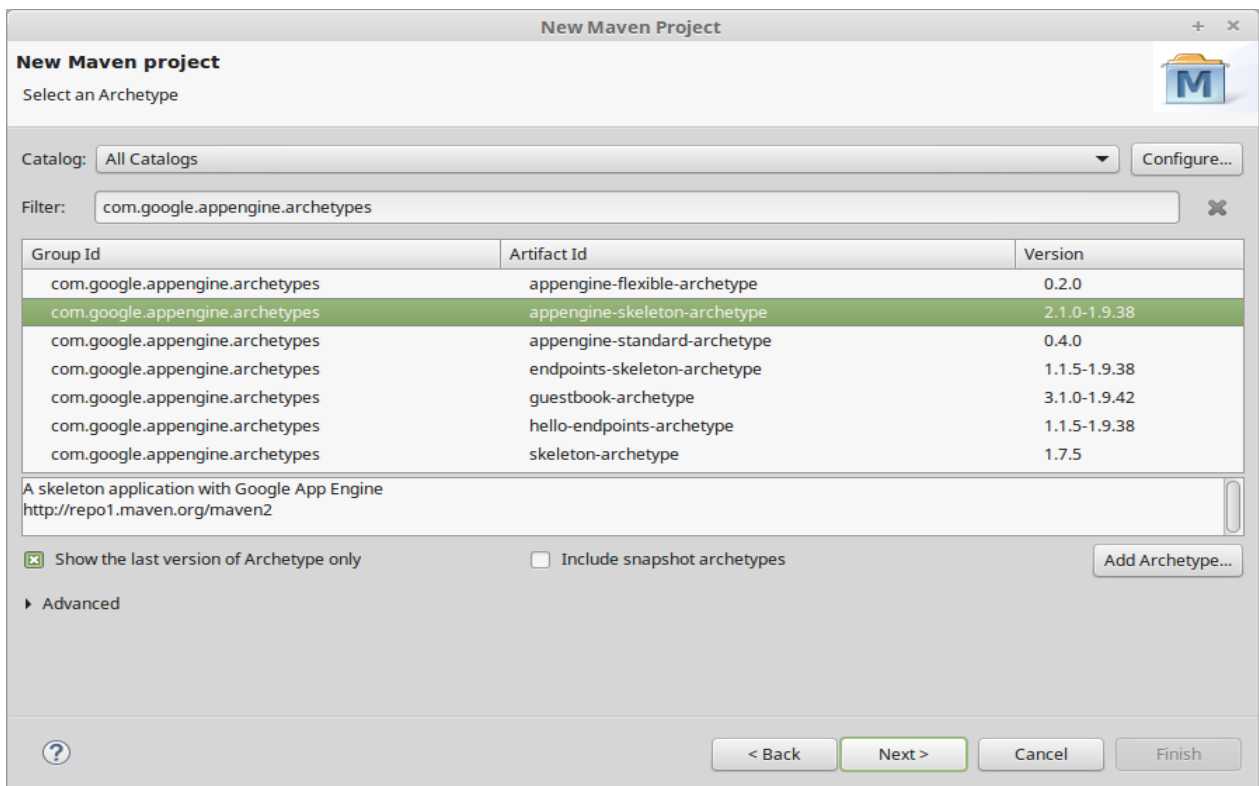 New Maven Project
New Maven project
Select an Archetype
M
Catalog: All Catalogs Configure...
Filter: com.google.appengine.archetypes
Group Id Artifact Id Version
com.google.appengine.archetypes appengine-flexible-archetype 0.2.0
com.google.appengine.archetypes appengine-skeleton-archetype 2.1.0-1.9.38
com.google.appengine.archetypes appengine-standard-archetype 0.4.0
com.google.appengine.archetypes endpoints-skeleton-archetype 1.1.5-1.9.38
com.google.appengine.archetypes guestbook-archetype 3.1.0-1.9.42
com.google.appengine.archetypes hello-endpoints-archetype 1.1.5-1.9.38
com.google.appengine.archetypes skeleton-archetype 1.7.5
A skeleton application with Google App Engine
http://repo1.maven.org/maven2
Show the last version of Archetype only Include snapshot archetypes Add Archetype...
Advanced
? < Back Next > Cancel Finish